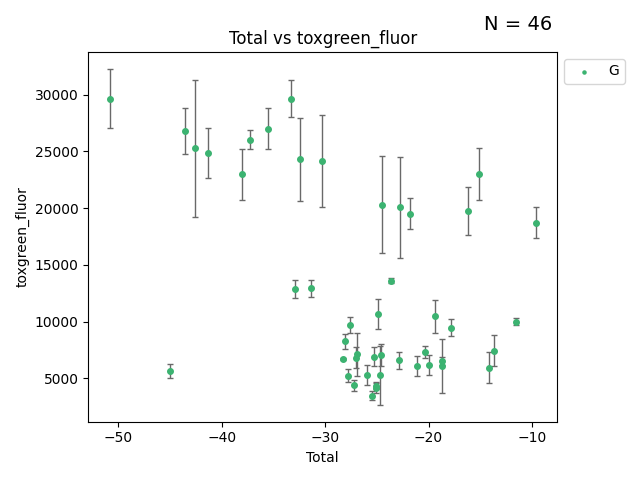 N = 46
Total vs toxgreen_fluor
G
30000
25000
20000
15000
10000
5000
toxgreen_fluor
−50 −40 −30 −20 −10
Total